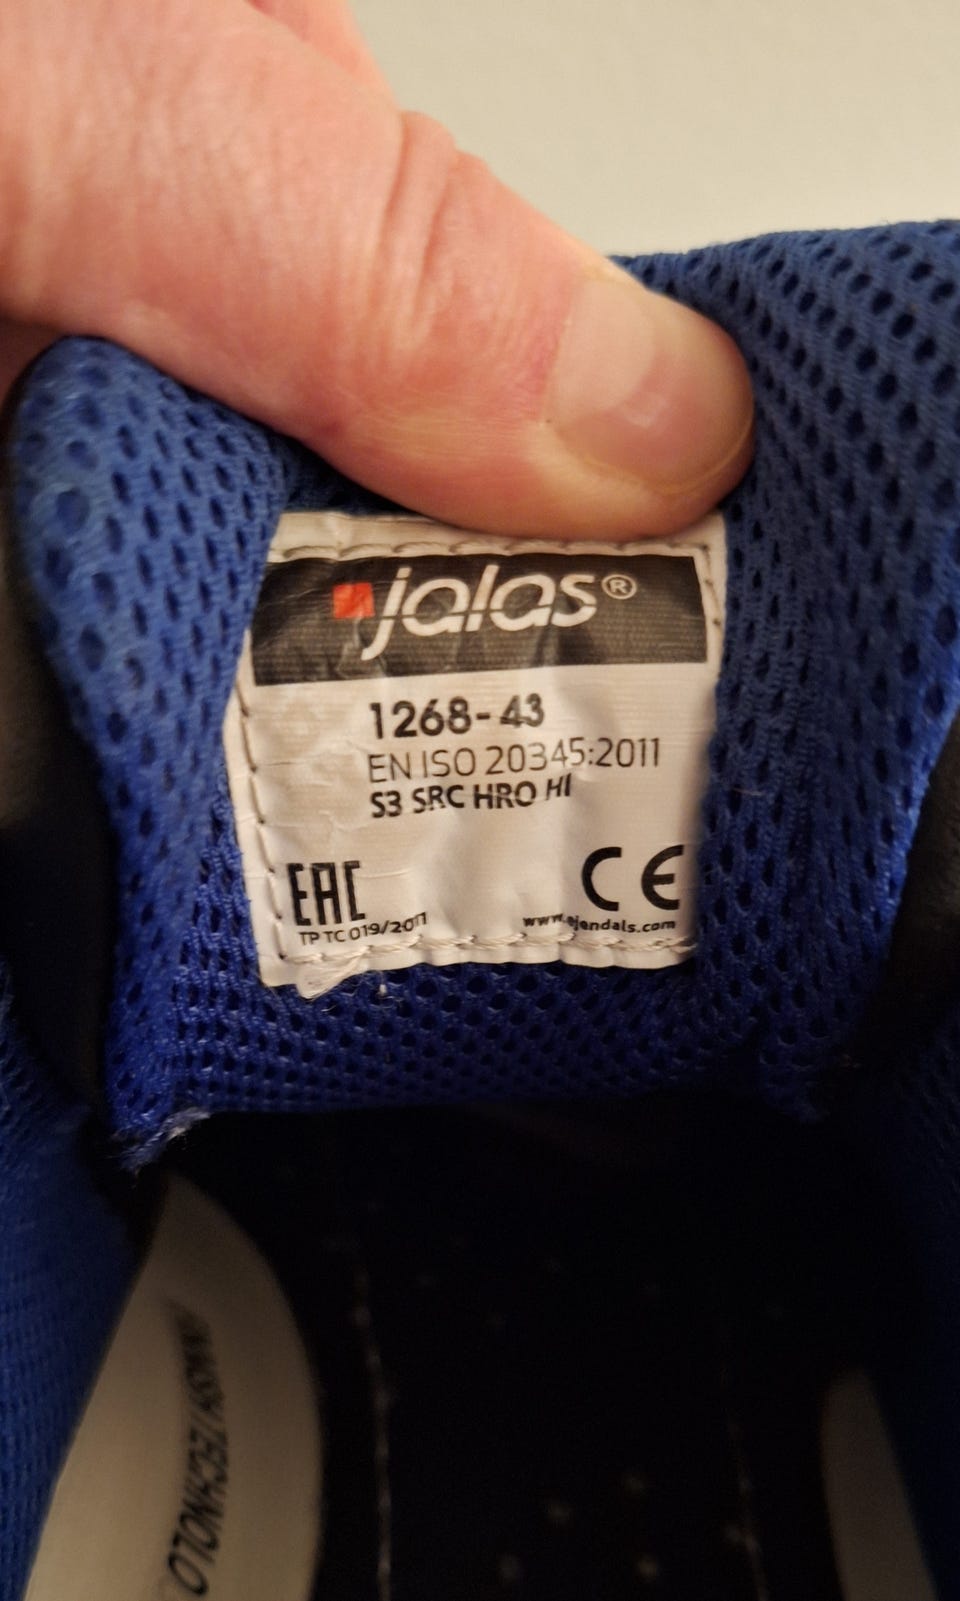 jalas®
1268-43
EN ISO 20345:2011
S3 SRC HRO HI
EAC
TP TC 019/2011
CE
www.ejendals.com